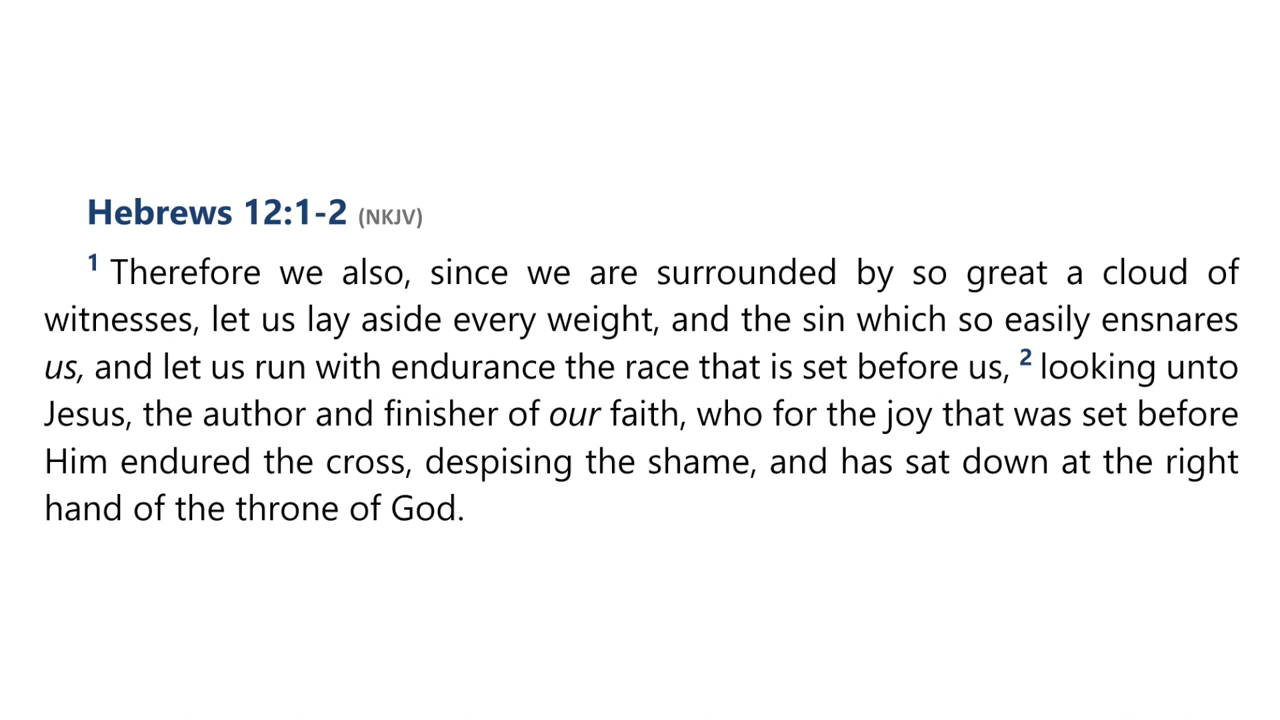 Hebrews 12:1-2 (NKJV)
1 Therefore we also, since we are surrounded by so great a cloud of
witnesses, let us lay aside every weight, and the sin which so easily ensnares
us, and let us run with endurance the race that is set before us, 2 looking unto
Jesus, the author and finisher of our faith, who for the joy that was set before
Him endured the cross, despising the shame, and has sat down at the right
hand of the throne of God.